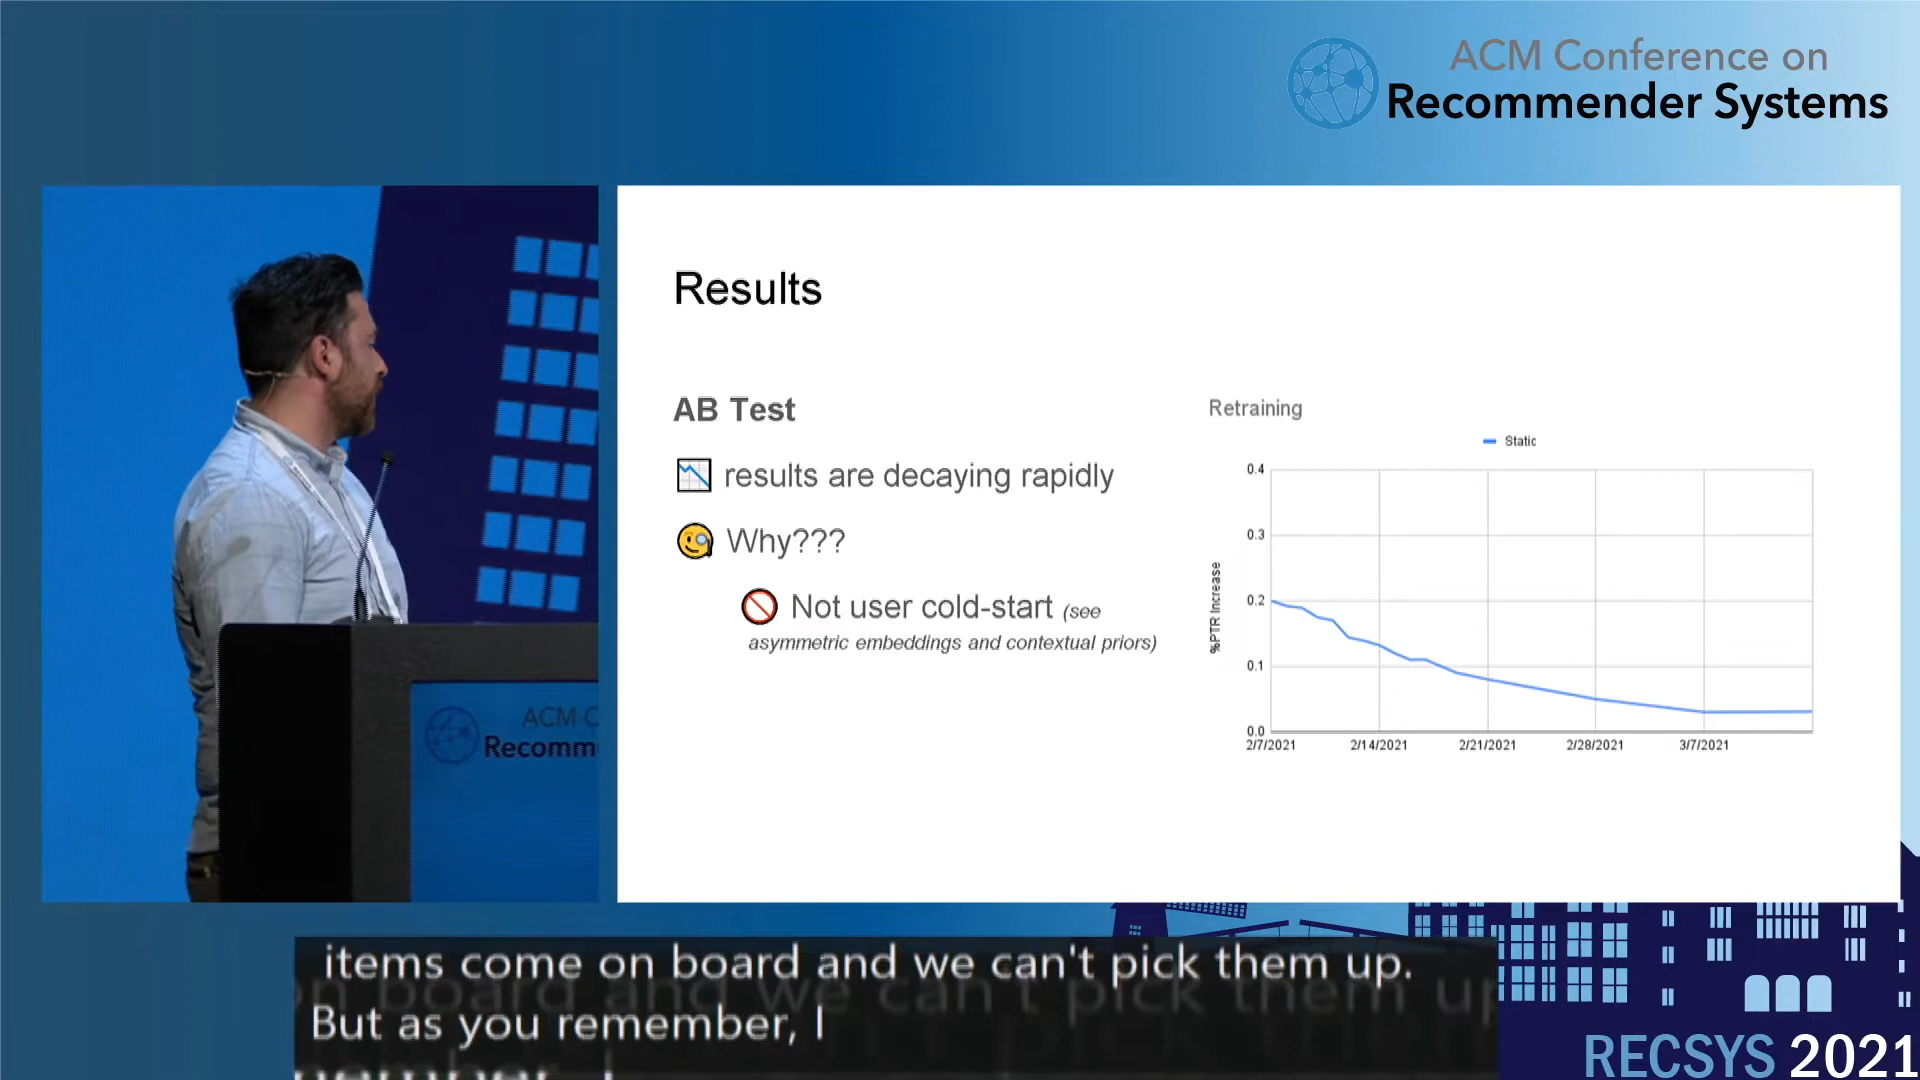 ACM Conference on
Recommender Systems
Results
AB Test
results are decaying rapidly
Why???
Not user cold-start (see
asymmetric embeddings and contextual priors)
Retraining
Static
0.4
0.3
0.2
0.1
0.0
%PTR Increase
2/7/2021 2/14/2021 2/21/2021 2/28/2021 3/7/2021
ACM C
Recomm
items come on board and we can't pick them up.
But as you remember, I
RECSYS 2021